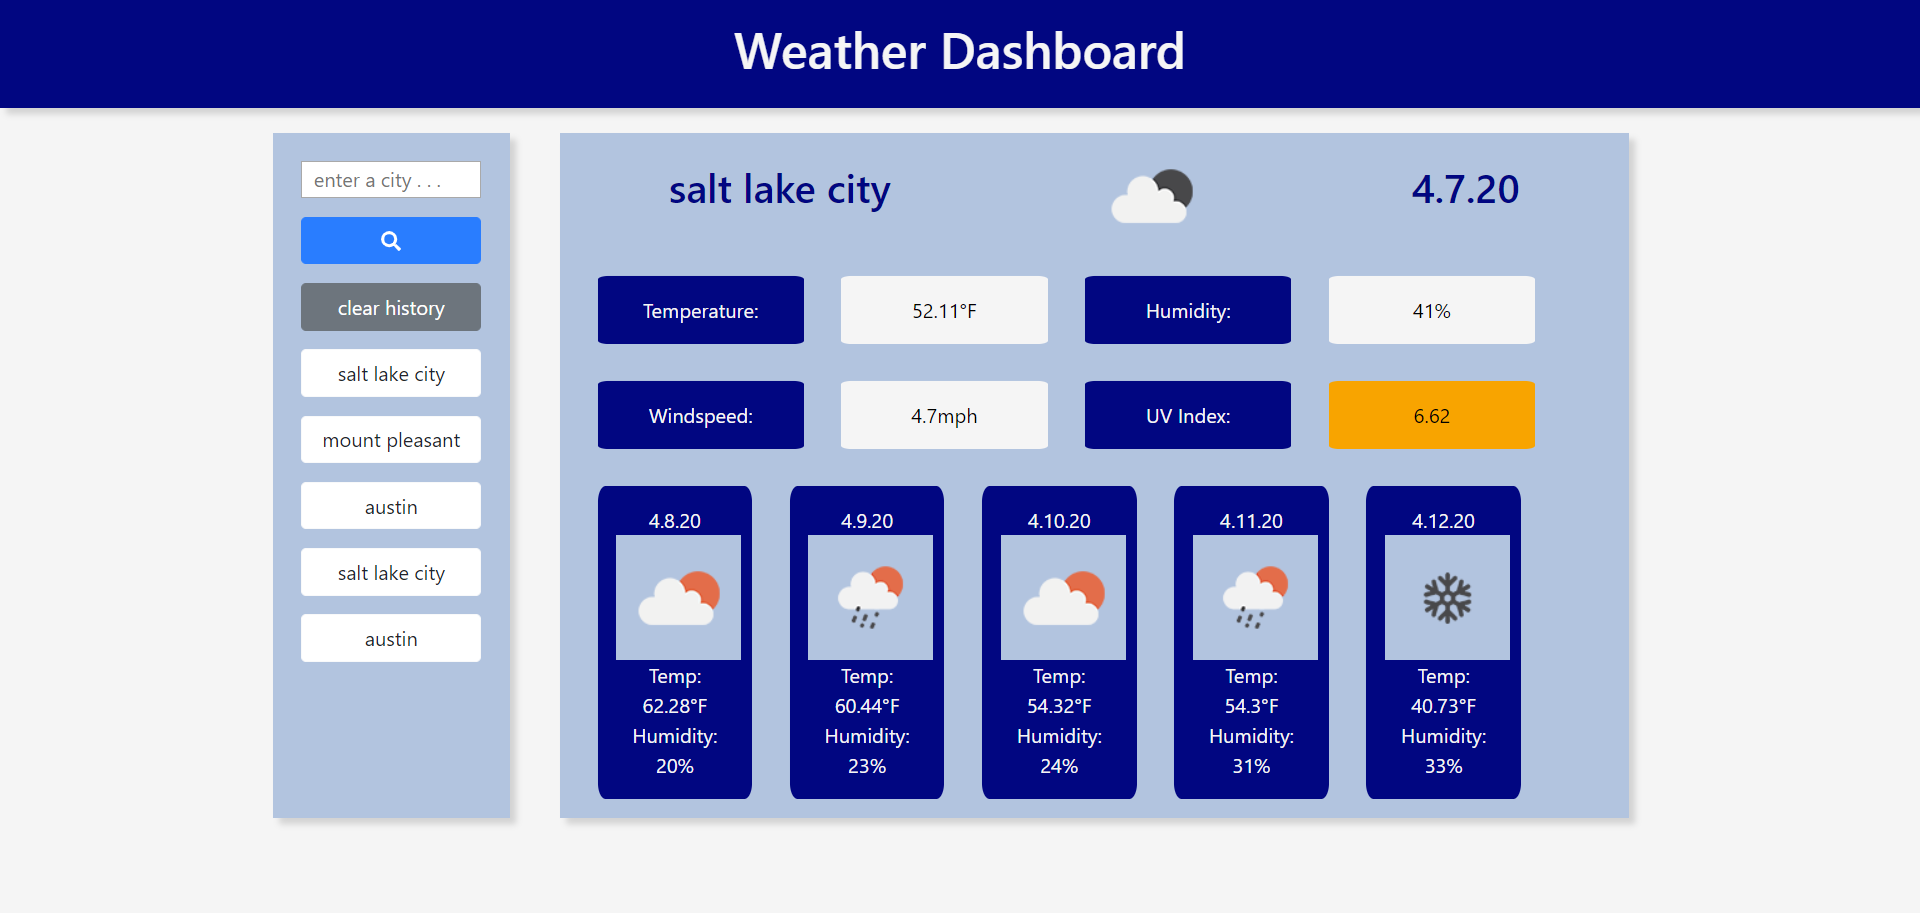 Weather Dashboard
enter a city . . .
clear history
salt lake city
mount pleasant
austin
salt lake city
austin
salt lake city
4.7.20
Temperature:
52.11°F
Humidity:
41%
Windspeed:
4.7mph
UV Index:
6.62
4.8.20
Temp:
62.28°F
Humidity:
20%
4.9.20
Temp:
60.44°F
Humidity:
23%
4.10.20
Temp:
54.32°F
Humidity:
24%
4.11.20
Temp:
54.3°F
Humidity:
31%
4.12.20
Temp:
40.73°F
Humidity:
33%